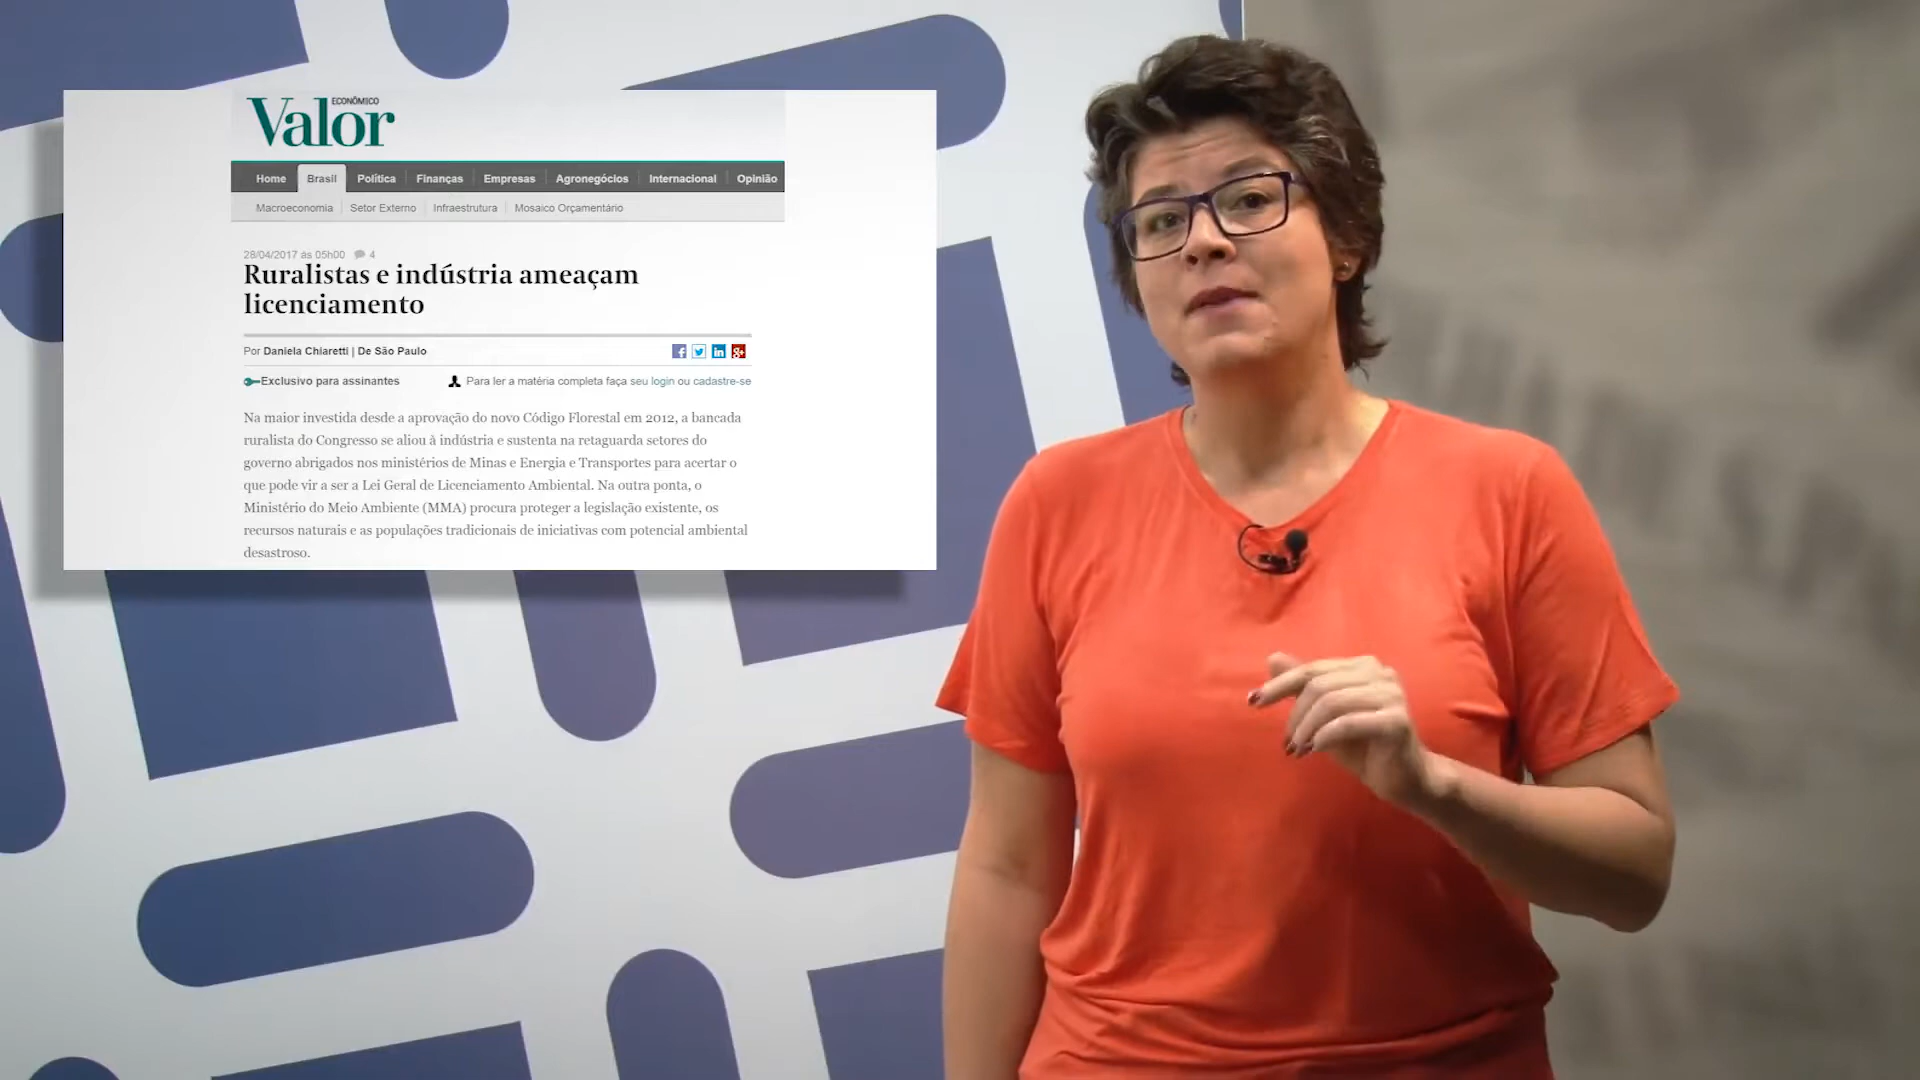 ECONÔMICO
Valor
Home Brasil Política Finanças Empresas Agronegócios Internacional Opinião
Macroeconomia Setor Externo Infraestrutura Mosaico Orçamentário
28/04/2017 às 05h00 4
Ruralistas e indústria ameaçam
licenciamento
Por Daniela Chiaretti | De São Paulo
Exclusivo para assinantes Para ler a matéria completa faça seu login ou cadastre-se
Na maior investida desde a aprovação do novo Código Florestal em 2012, a bancada
ruralista do Congresso se aliou à indústria e sustenta na retaguarda setores do
governo abrigados nos ministérios de Minas e Energia e Transportes para acertar o
que pode vir a ser a Lei Geral de Licenciamento Ambiental. Na outra ponta, o
Ministério do Meio Ambiente (MMA) procura proteger a legislação existente, os
recursos naturais e as populações tradicionais de iniciativas com potencial ambiental
desastroso.